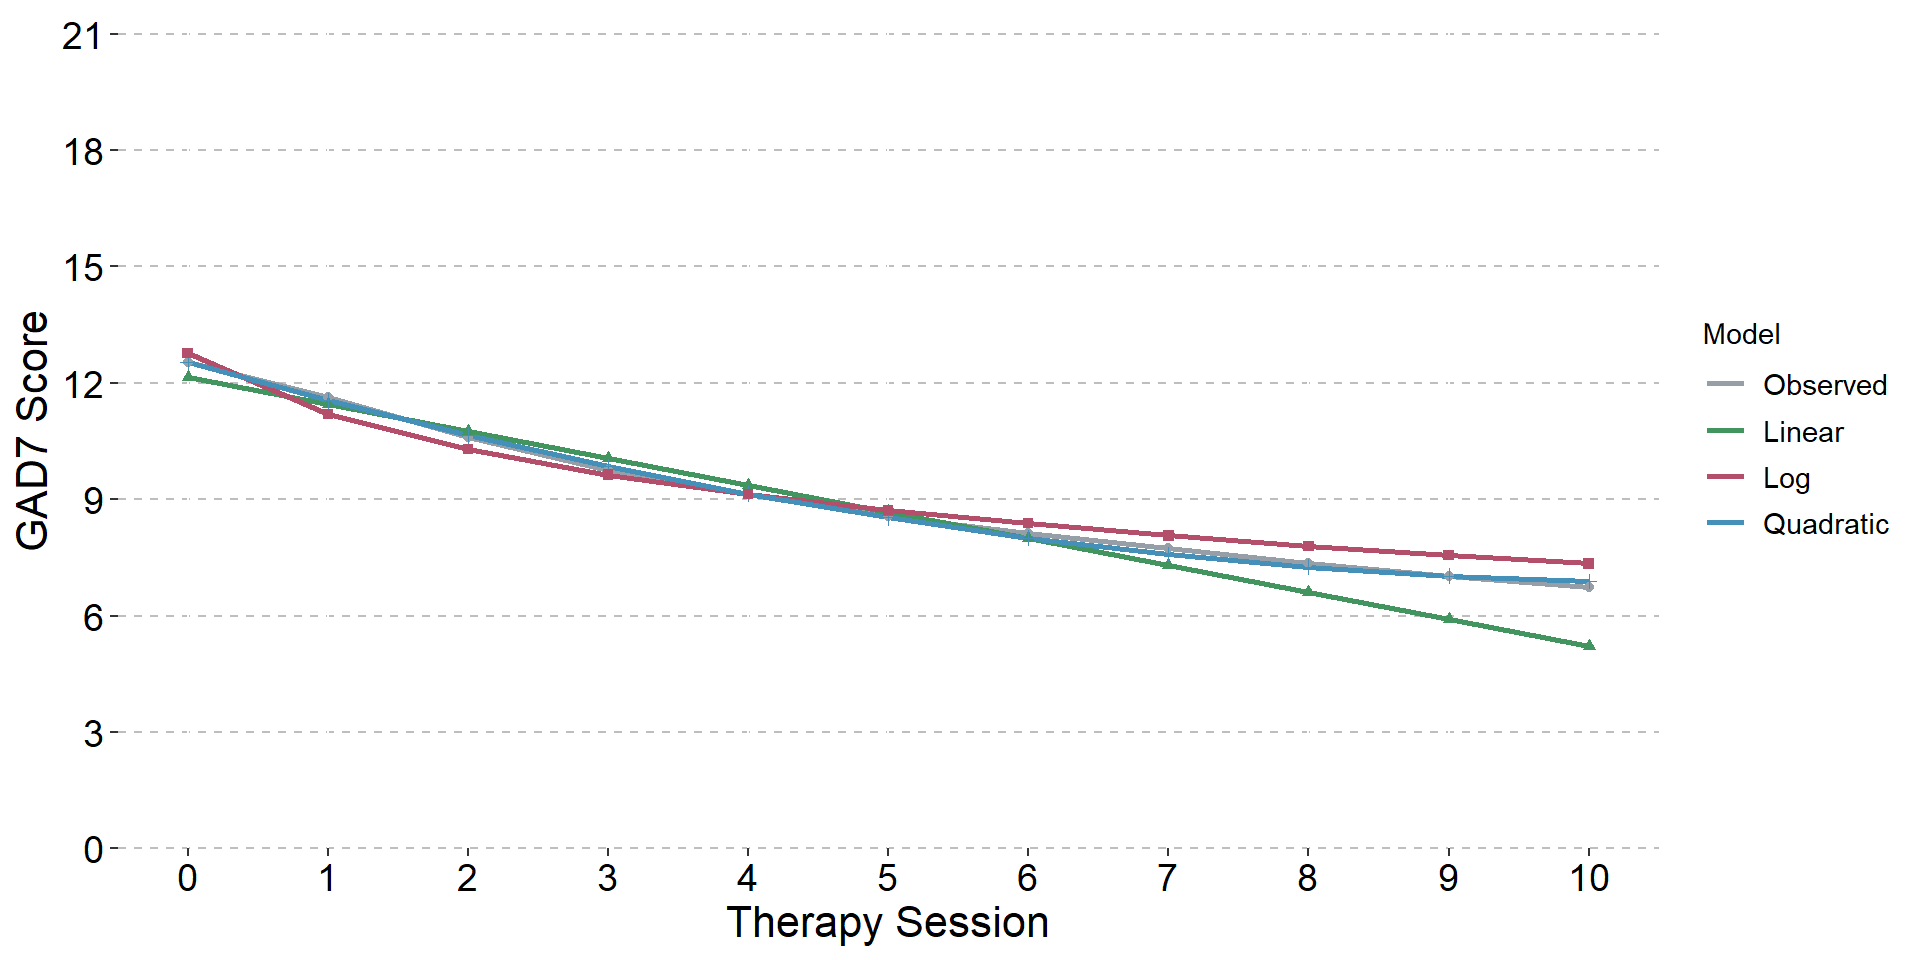 21
18
15
12
9
6
3
0
GAD7 Score
0 1 2 3 4 5 6 7 8 9 10
Therapy Session
Model
Observed
Linear
Log
Quadratic